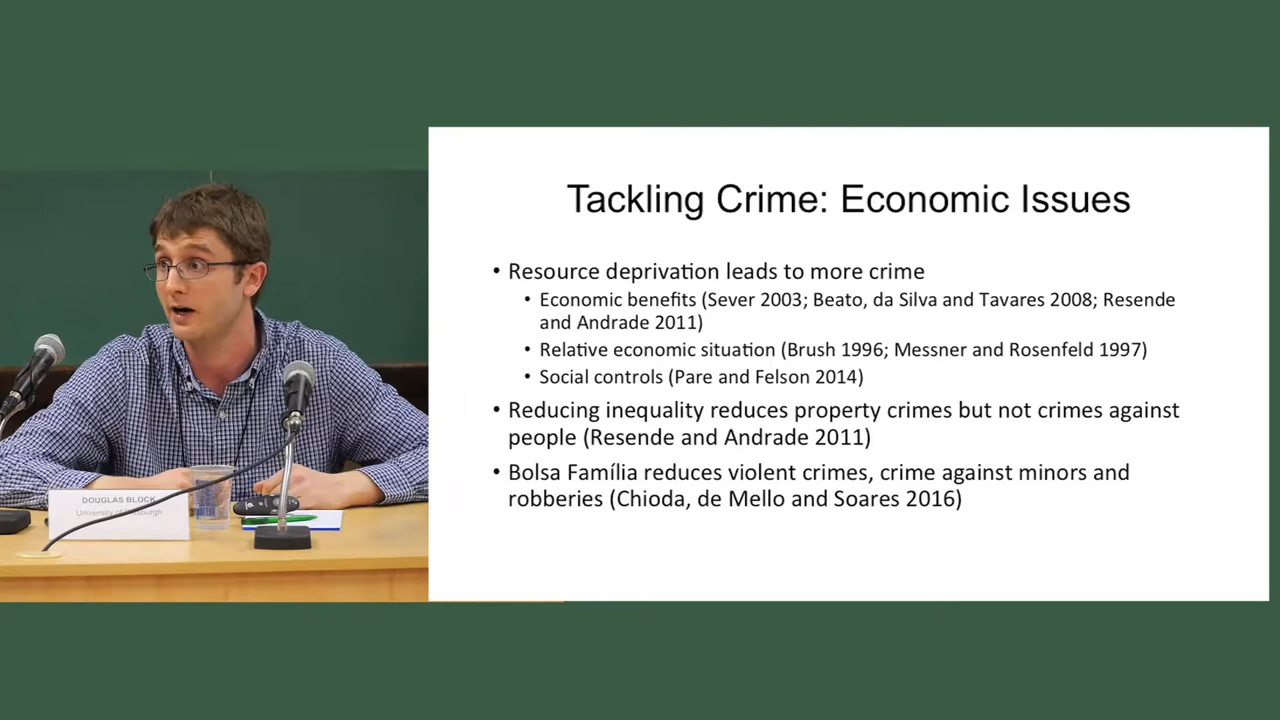 DOUGLAS BLOCK
University of Pittsburgh
Tackling Crime: Economic Issues
• Resource deprivation leads to more crime
• Economic benefits (Sever 2003; Beato, da Silva and Tavares 2008; Resende
and Andrade 2011)
• Relative economic situation (Brush 1996; Messner and Rosenfeld 1997)
• Social controls (Pare and Felson 2014)
• Reducing inequality reduces property crimes but not crimes against
people (Resende and Andrade 2011)
• Bolsa Família reduces violent crimes, crime against minors and
robberies (Chioda, de Mello and Soares 2016)